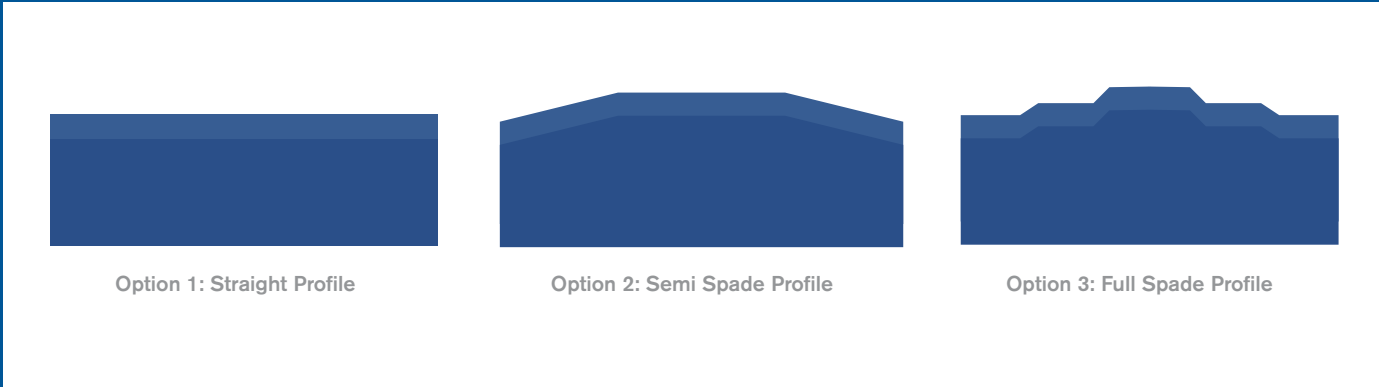 Option 1: Straight Profile
Option 2: Semi Spade Profile
Option 3: Full Spade Profile